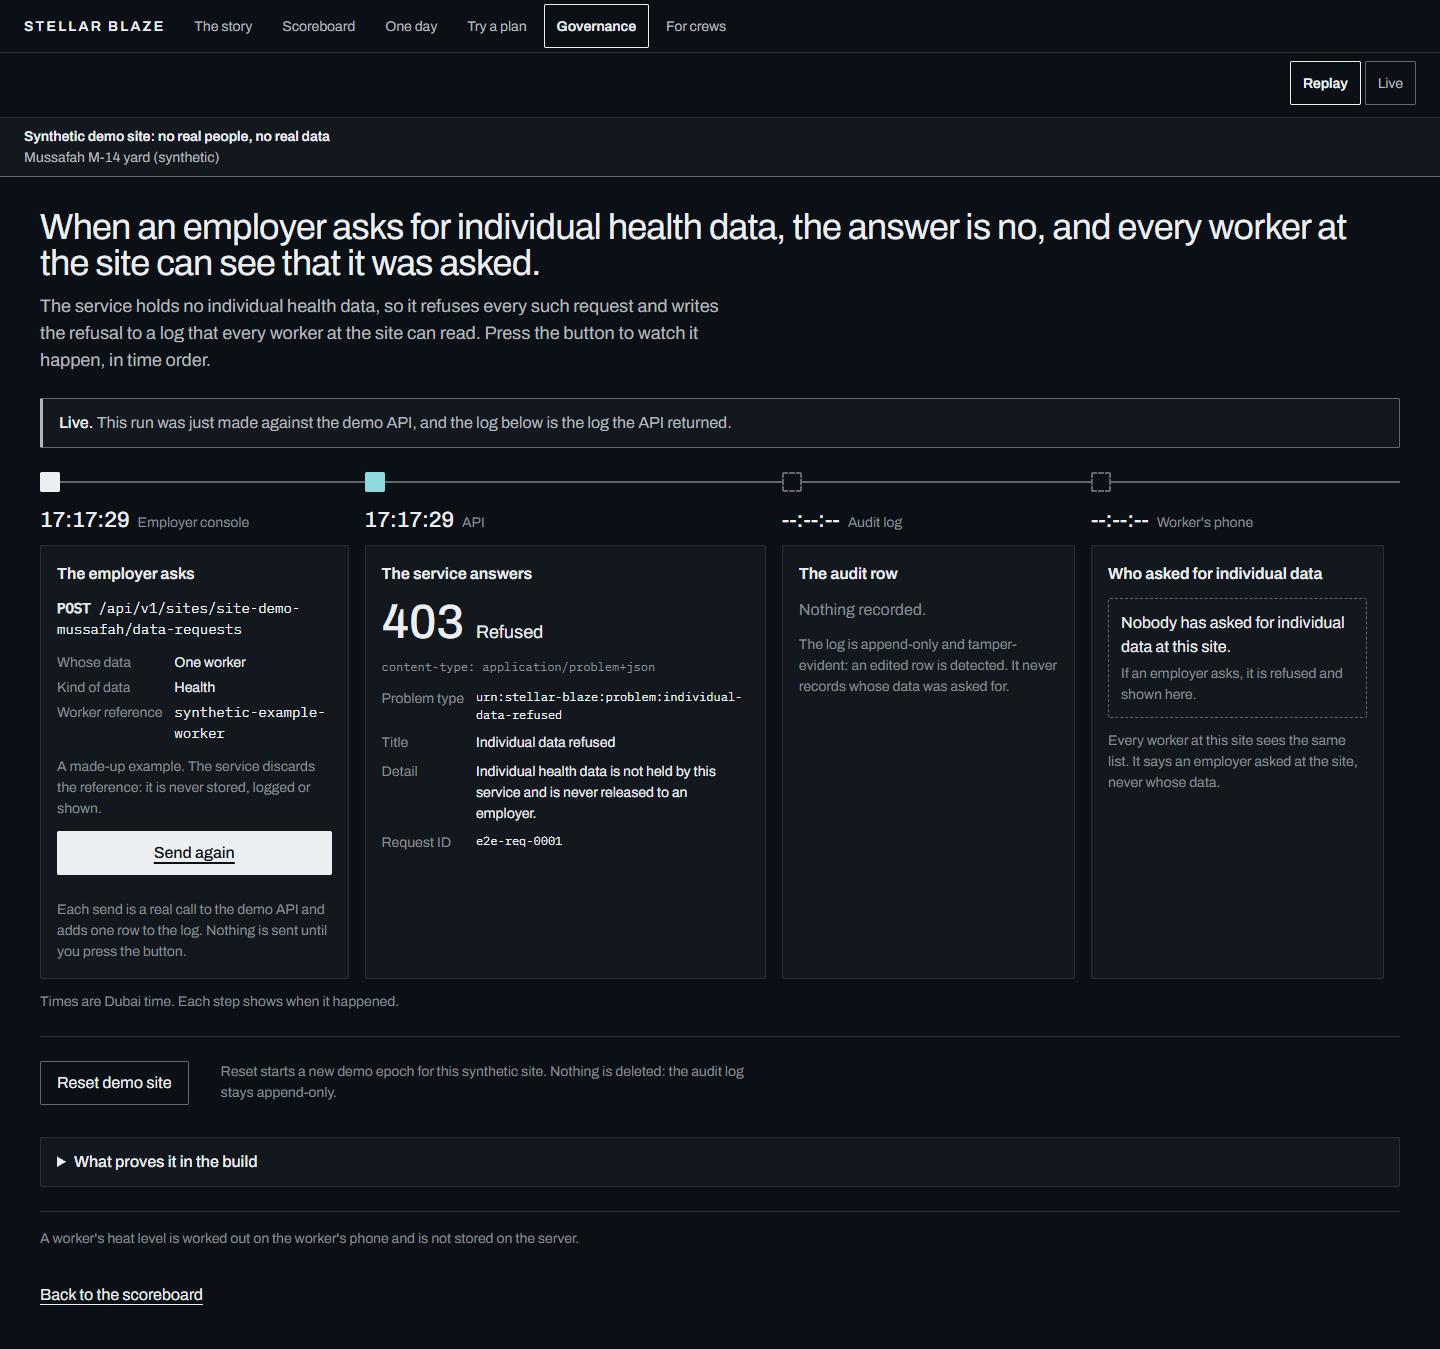 STELLAR BLAZE
The story
Scoreboard
One day
Try a plan
Governance
For crews
Replay
Live
Synthetic demo site: no real people, no real data
Mussafah M-14 yard (synthetic)
When an employer asks for individual health data, the answer is no, and every worker at
the site can see that it was asked.
The service holds no individual health data, so it refuses every such request and writes
the refusal to a log that every worker at the site can read. Press the button to watch it
happen, in time order.
Live. This run was just made against the demo API, and the log below is the log the API returned.
17:17:29 Employer console
The employer asks
POST /api/v1/sites/site-demo-
mussafah/data-requests
Whose data One worker
Kind of data Health
Worker reference synthetic-example-
worker
A made-up example. The service discards
the reference: it is never stored, logged or
shown.
Send again
Each send is a real call to the demo API and
adds one row to the log. Nothing is sent until
you press the button.
17:17:29 API
The service answers
403 Refused
content-type: application/problem+json
Problem type urn:stellar-blaze:problem:individual-
data-refused
Title Individual data refused
Detail Individual health data is not held by this
service and is never released to an
employer.
Request ID e2e-req-0001
--:--:-- Audit log
The audit row
Nothing recorded.
The log is append-only and tamper-
evident: an edited row is detected. It never
records whose data was asked for.
--:--:-- Worker's phone
Who asked for individual data
Nobody has asked for individual
data at this site.
If an employer asks, it is refused and
shown here.
Every worker at this site sees the same
list. It says an employer asked at the site,
never whose data.
Times are Dubai time. Each step shows when it happened.
Reset demo site
Reset starts a new demo epoch for this synthetic site. Nothing is deleted: the audit log
stays append-only.
What proves it in the build
A worker's heat level is worked out on the worker's phone and is not stored on the server.
Back to the scoreboard